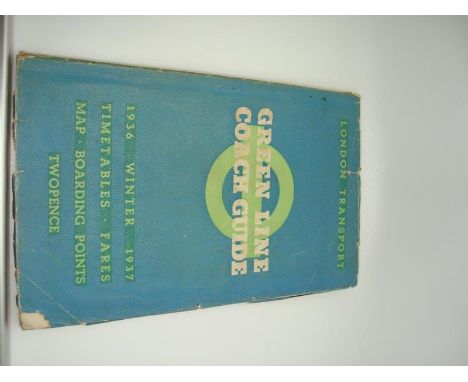 LONDON TRANSPORT
GREEN LINE
COACH GUIDE
1936 WINTER 1937
TIMETABLES · FARES
MAP · BOARDING POINTS
TWOPENCE